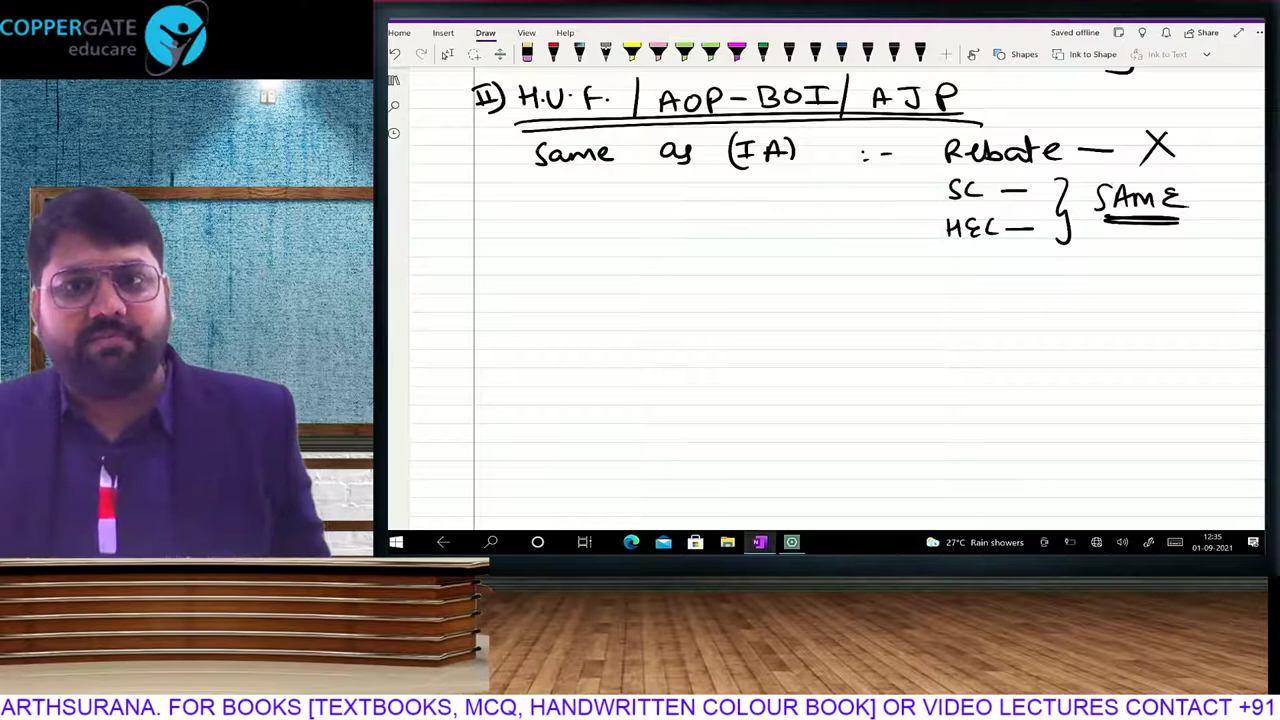 COPPERGATE
educare
Home Insert Draw View Help
Saved offline
Share
Shapes
Ink to Shape
Ink to Text
II) H.U.F. / AOP-BOI / AJP
Same as (IA) :- Rebate — X
SC —
HEC —
} SAME
27°C Rain showers
12:35
01-09-2021
ARTHSURANA. FOR BOOKS [TEXTBOOKS, MCQ, HANDWRITTEN COLOUR BOOK] OR VIDEO LECTURES CONTACT +91